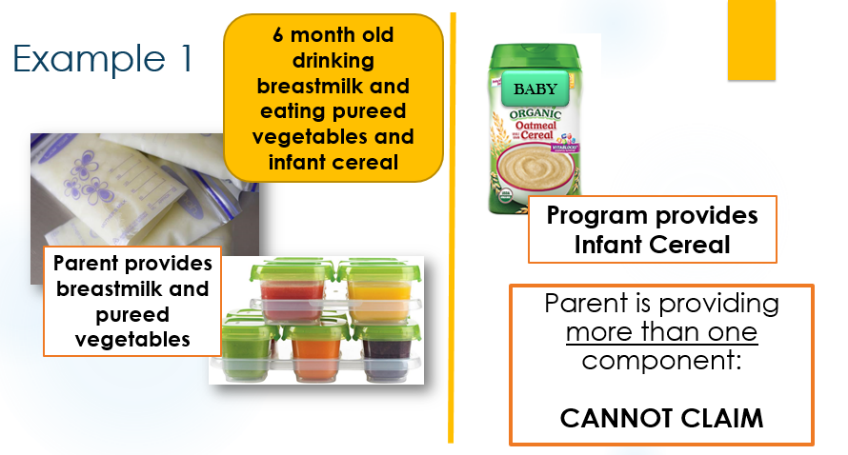 Example 1
6 month old
drinking
breastmilk and
eating pureed
vegetables and
infant cereal
Parent provides
breastmilk and
pureed
vegetables
BABY
ORGANIC
Oatmeal
Cereal
Program provides
Infant Cereal
Parent is providing
more than one
component:
CANNOT CLAIM